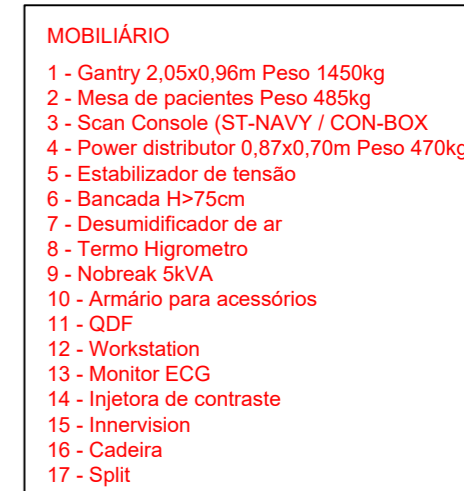 MOBILIÁRIO
1 - Gantry 2,05x0,96m Peso 1450kg
2 - Mesa de pacientes Peso 485kg
3 - Scan Console (ST-NAVY / CON-BOX
4 - Power distributor 0,87x0,70m Peso 470kg
5 - Estabilizador de tensão
6 - Bancada H>75cm
7 - Desumidificador de ar
8 - Termo Higrometro
9 - Nobreak 5kVA
10 - Armário para acessórios
11 - QDF
12 - Workstation
13 - Monitor ECG
14 - Injetora de contraste
15 - Innervision
16 - Cadeira
17 - Split